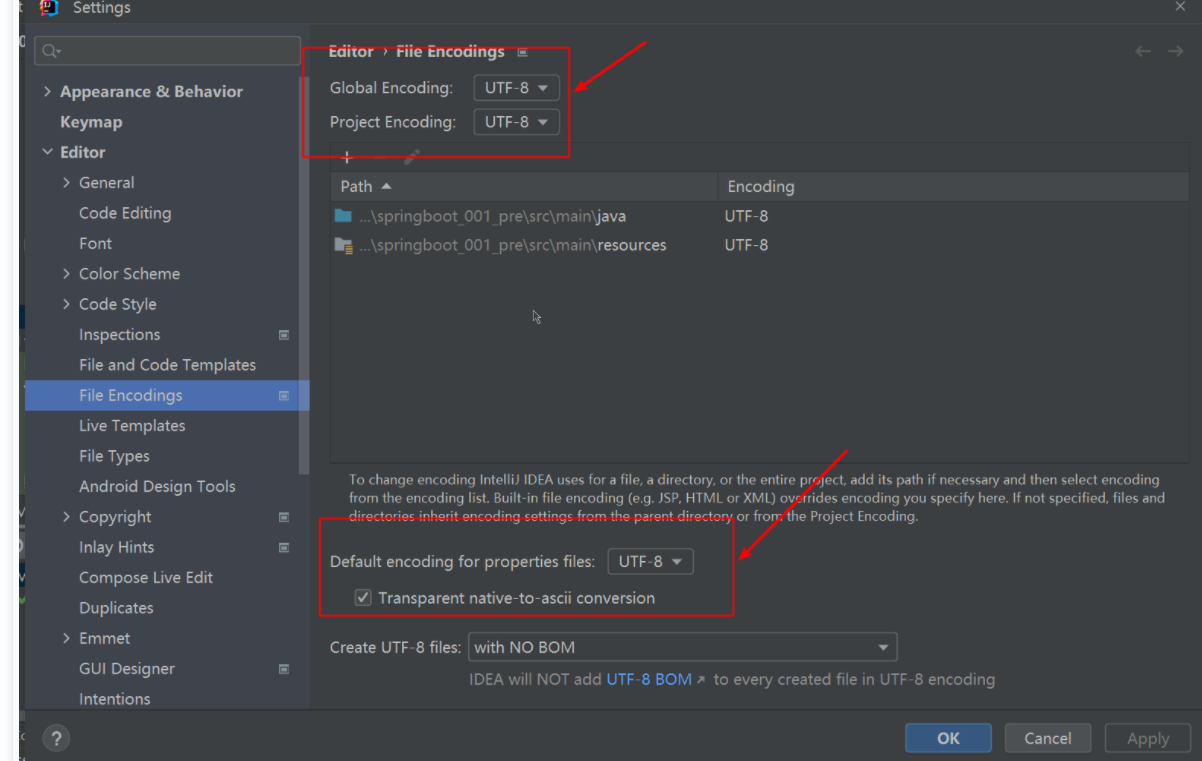 Settings
Appearance & Behavior
Keymap
Editor
General
Code Editing
Font
Color Scheme
Code Style
Inspections
File and Code Templates
File Encodings
Live Templates
File Types
Android Design Tools
Copyright
Inlay Hints
Compose Live Edit
Duplicates
Emmet
GUI Designer
Intentions
Editor › File Encodings
Global Encoding: UTF-8
Project Encoding: UTF-8
Path Encoding
...\springboot_001_pre\src\main\java UTF-8
...\springboot_001_pre\src\main\resources UTF-8
To change encoding IntelliJ IDEA uses for a file, a directory, or the entire project, add its path if necessary and then select encoding
from the encoding list. Built-in file encoding (e.g. JSP, HTML or XML) overrides encoding you specify here. If not specified, files and
directories inherit encoding settings from the parent directory or from the Project Encoding.
Default encoding for properties files: UTF-8
Transparent native-to-ascii conversion
Create UTF-8 files: with NO BOM
IDEA will NOT add UTF-8 BOM ↗ to every created file in UTF-8 encoding
? OK Cancel Apply